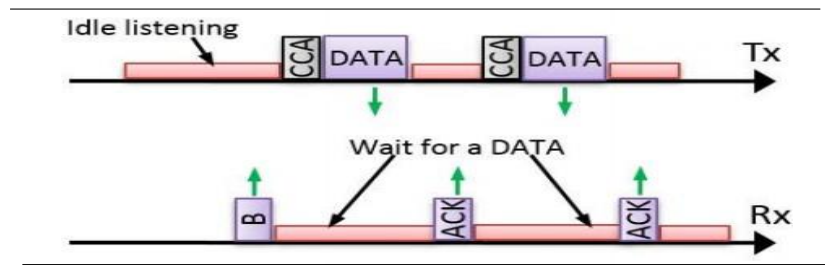 Idle listening
CCA DATA CCA DATA Tx
Wait for a DATA
B ACK ACK Rx